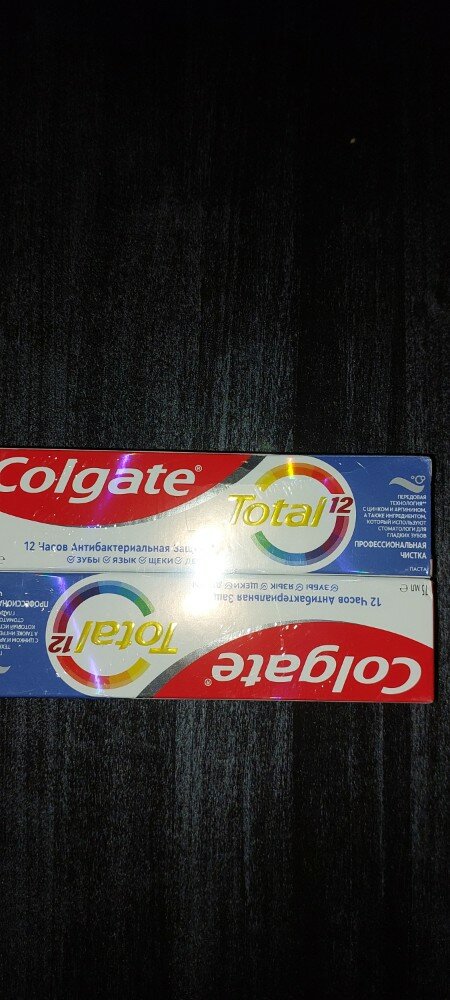 Colgate®
Total 12
12 Часов Антибактериальная
ЗУБЫ ЯЗЫК ЩЕКИ
ПЕРЕДОВАЯ
ТЕХНОЛОГИЯ**
С ЦИНКОМ И АРГИНИНОМ,
А ТАКЖЕ ИНГРЕДИЕНТОМ,
КОТОРЫЙ ИСПОЛЬЗУЮТ
СТОМАТОЛОГИ ДЛЯ
ГЛАДКИХ ЗУБОВ
ПРОФЕССИОНАЛЬНАЯ
ЧИСТКА
ПАСТА
Colgate®
Total 12
75 мл e
12 Часов Антибактериальная
ЗУБЫ ЯЗЫК ЩЕКИ